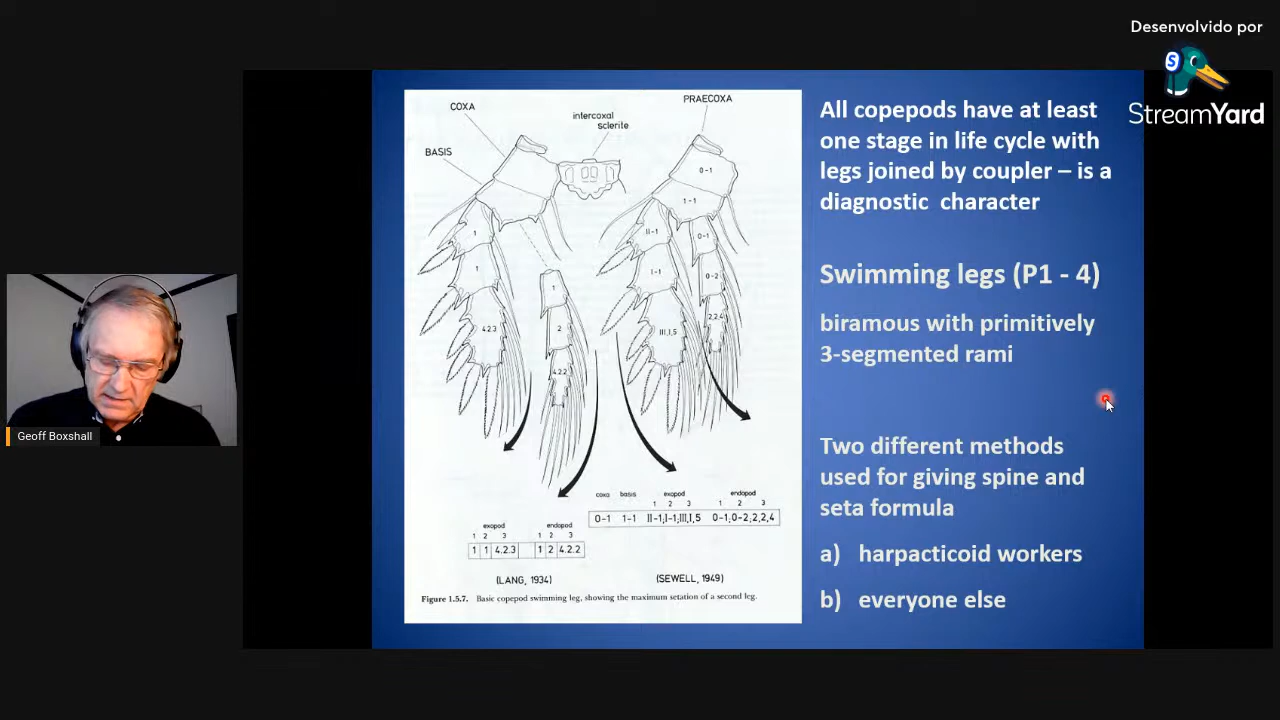 Desenvolvido por
StreamYard
S
COXA
PRAECOXA
intercoxal
sclerite
BASIS
0-1
1-1
1
II-1
0-1
1
I-1
0-2
1
4.2.3
2
III,I,5
2,2,4
4.2.2
coxa basis exopod endopod
1 2 3 1 2 3
0-1 1-1 II-1;I-1;III,I,5 0-1;0-2;2,2,4
exopod endopod
1 2 3 1 2 3
1 1 4.2.3 1 2 4.2.2
(LANG, 1934)
(SEWELL, 1949)
Figure 1.5.7. Basic copepod swimming leg, showing the maximum setation of a second leg.
All copepods have at least
one stage in life cycle with
legs joined by coupler – is a
diagnostic character
Swimming legs (P1 - 4)
biramous with primitively
3-segmented rami
Two different methods
used for giving spine and
seta formula
a) harpacticoid workers
b) everyone else
Geoff Boxshall